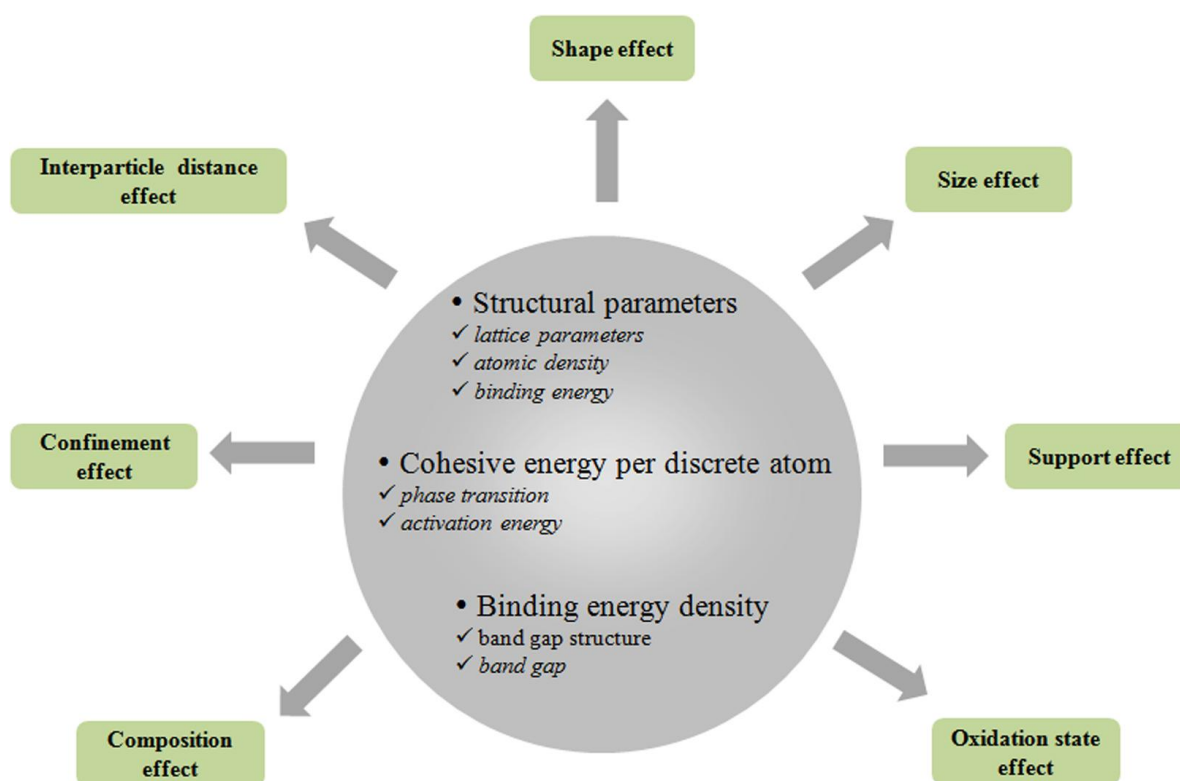 Shape effect
Interparticle distance
effect
Size effect
• Structural parameters
✓ lattice parameters
✓ atomic density
✓ binding energy
Confinement
effect
• Cohesive energy per discrete atom
✓ phase transition
✓ activation energy
Support effect
• Binding energy density
✓ band gap structure
✓ band gap
Composition
effect
Oxidation state
effect